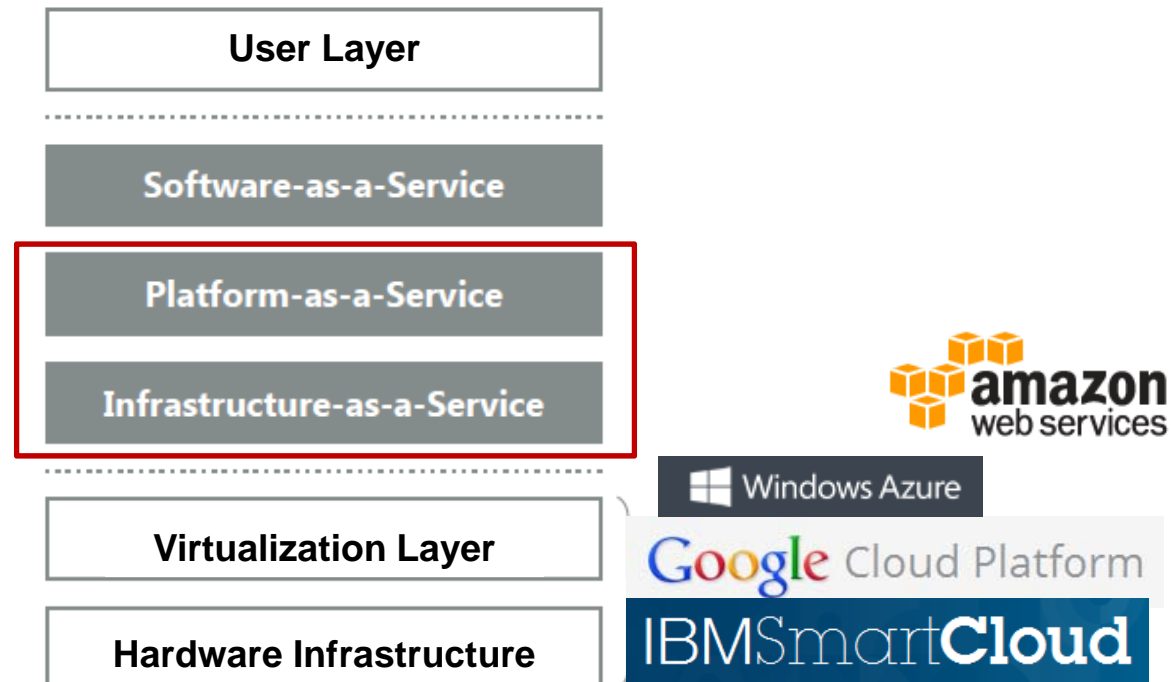 User Layer
Software-as-a-Service
Platform-as-a-Service
Infrastructure-as-a-Service
amazon
web services
Windows Azure
Virtualization Layer
Google Cloud Platform
Hardware Infrastructure
IBMSmartCloud